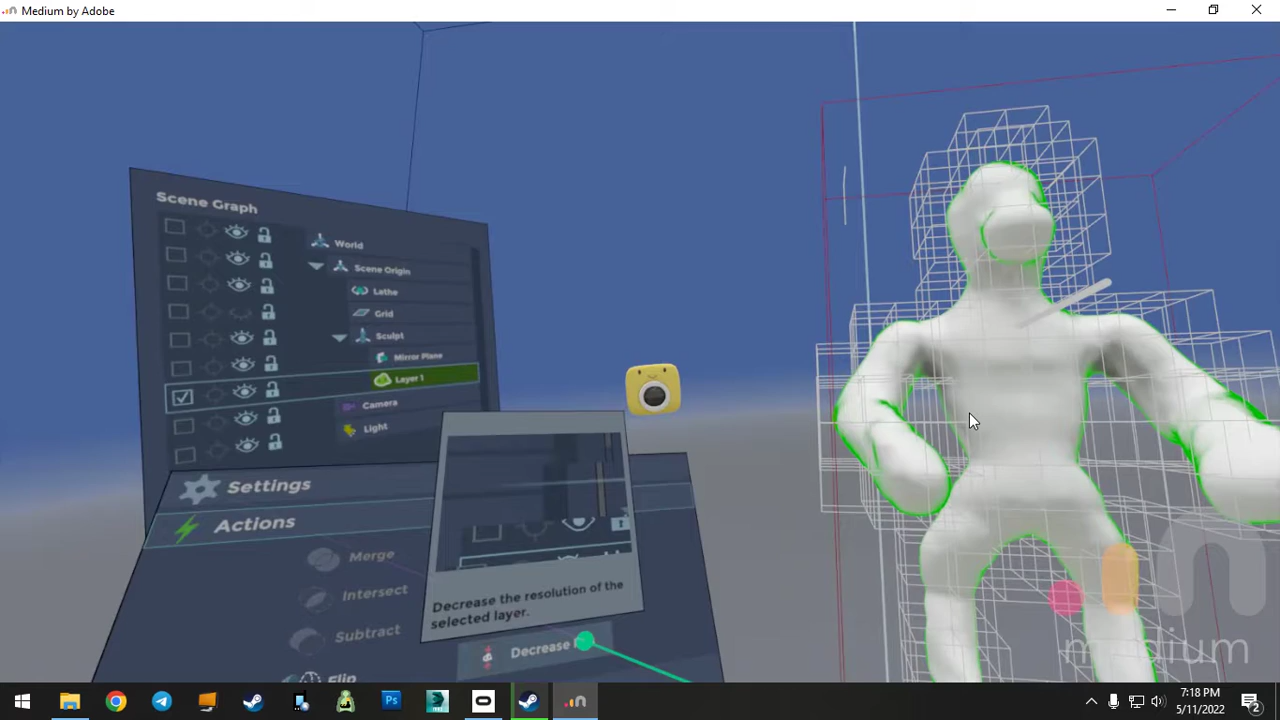 Medium by Adobe
Scene Graph
World
Scene Origin
Lathe
Grid
Sculpt
Mirror Plane
Layer 1
Camera
Light
Settings
Actions
Merge
Intersect
Subtract
Flip
Decrease the resolution of the
selected layer.
Decrease
medium
Ps
7:18 PM
5/11/2022
2